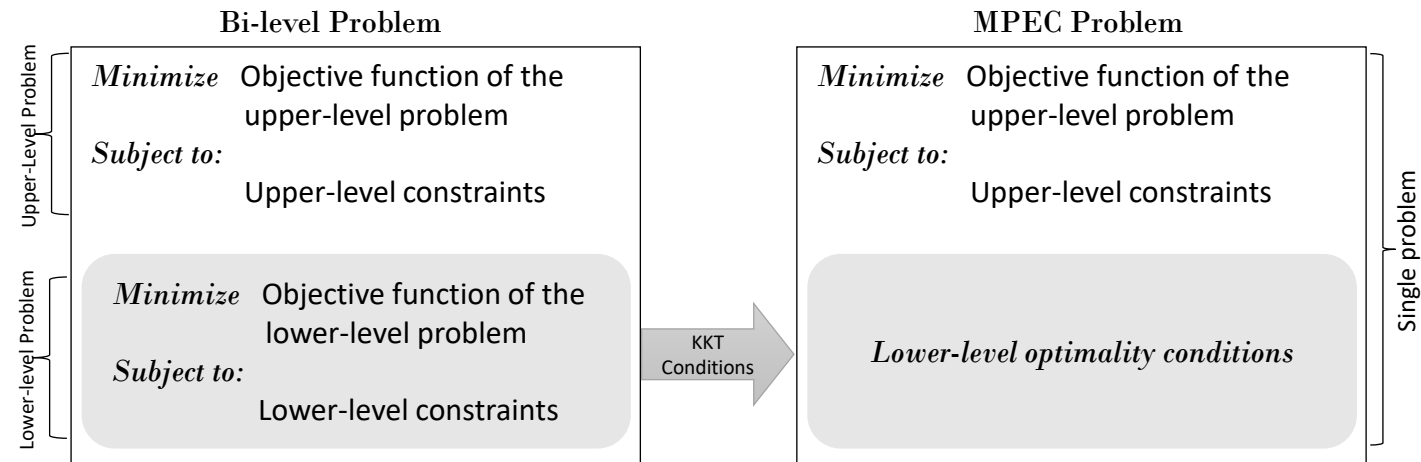 Bi-level Problem
Upper-Level Problem
Minimize Objective function of the
upper-level problem
Subject to:
Upper-level constraints
Lower-level Problem
Minimize Objective function of the
lower-level problem
Subject to:
Lower-level constraints
KKT
Conditions
MPEC Problem
Minimize Objective function of the
upper-level problem
Subject to:
Upper-level constraints
Lower-level optimality conditions
Single problem